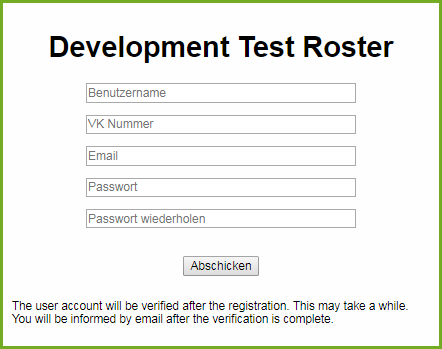 Development Test Roster
Benutzername
VK Nummer
Email
Passwort
Passwort wiederholen
Abschicken
The user account will be verified after the registration. This may take a while.
You will be informed by email after the verification is complete.